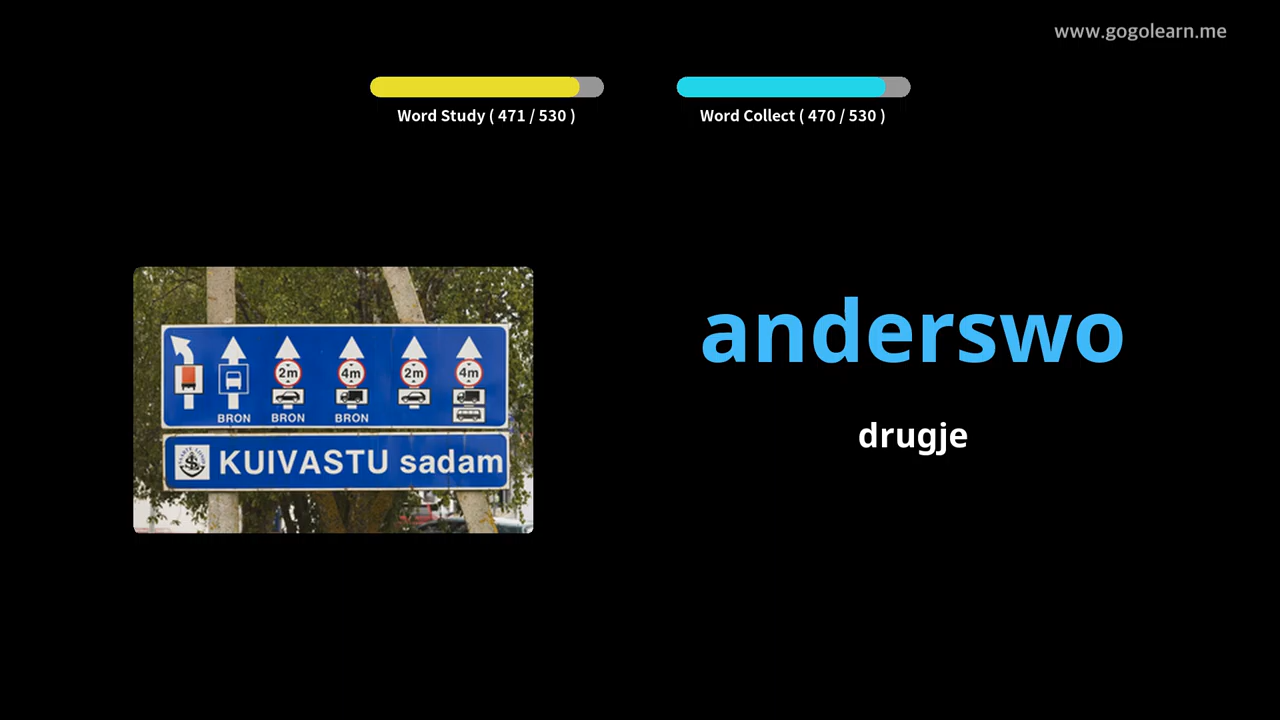 www.gogolearn.me
Word Study ( 471 / 530 )
Word Collect ( 470 / 530 )
2m 4m 2m 4m
BRON BRON BRON
KUIVASTU sadam
anderswo
drugje